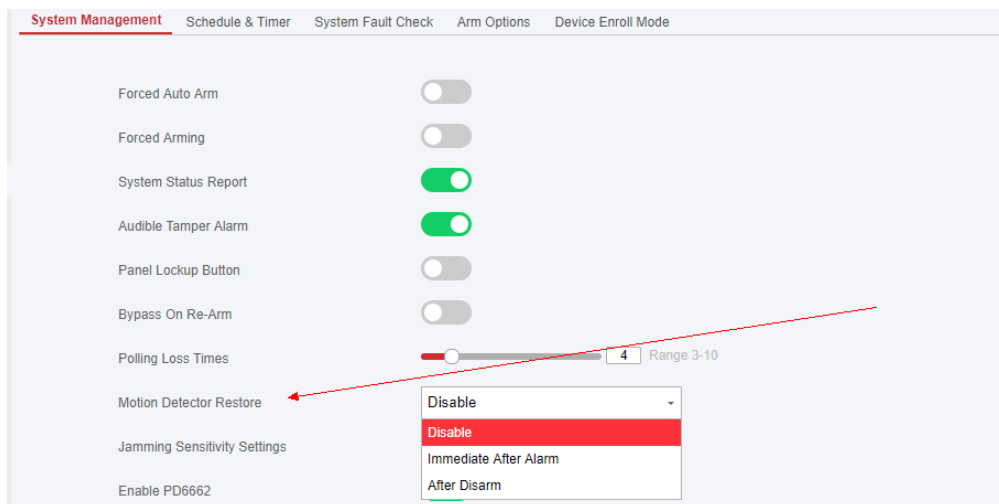 System Management Schedule & Timer System Fault Check Arm Options Device Enroll Mode
Forced Auto Arm
Forced Arming
System Status Report
Audible Tamper Alarm
Panel Lockup Button
Bypass On Re-Arm
Polling Loss Times 4 Range 3-10
Motion Detector Restore Disable
Disable
Jamming Sensitivity Settings
Immediate After Alarm
After Disarm
Enable PD6662